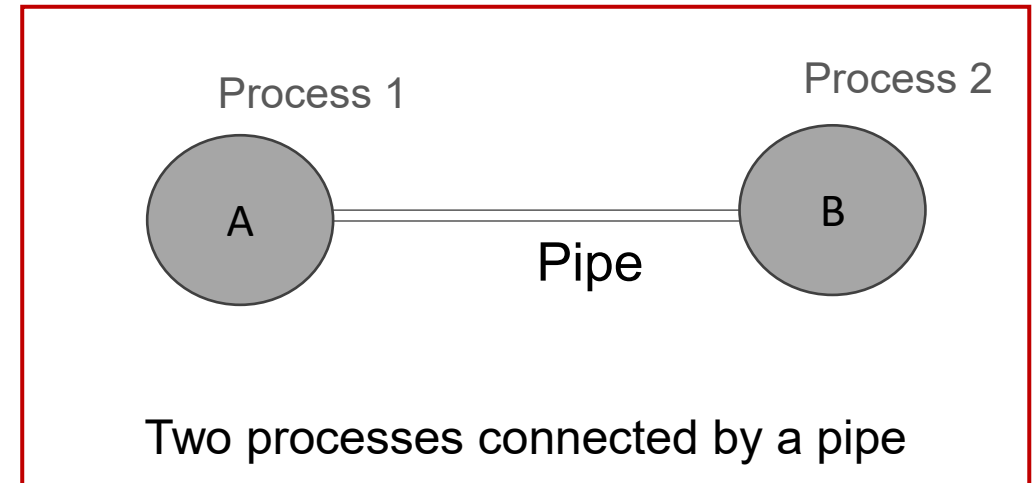 Process 1
Process 2
A
B
Pipe
Two processes connected by a pipe